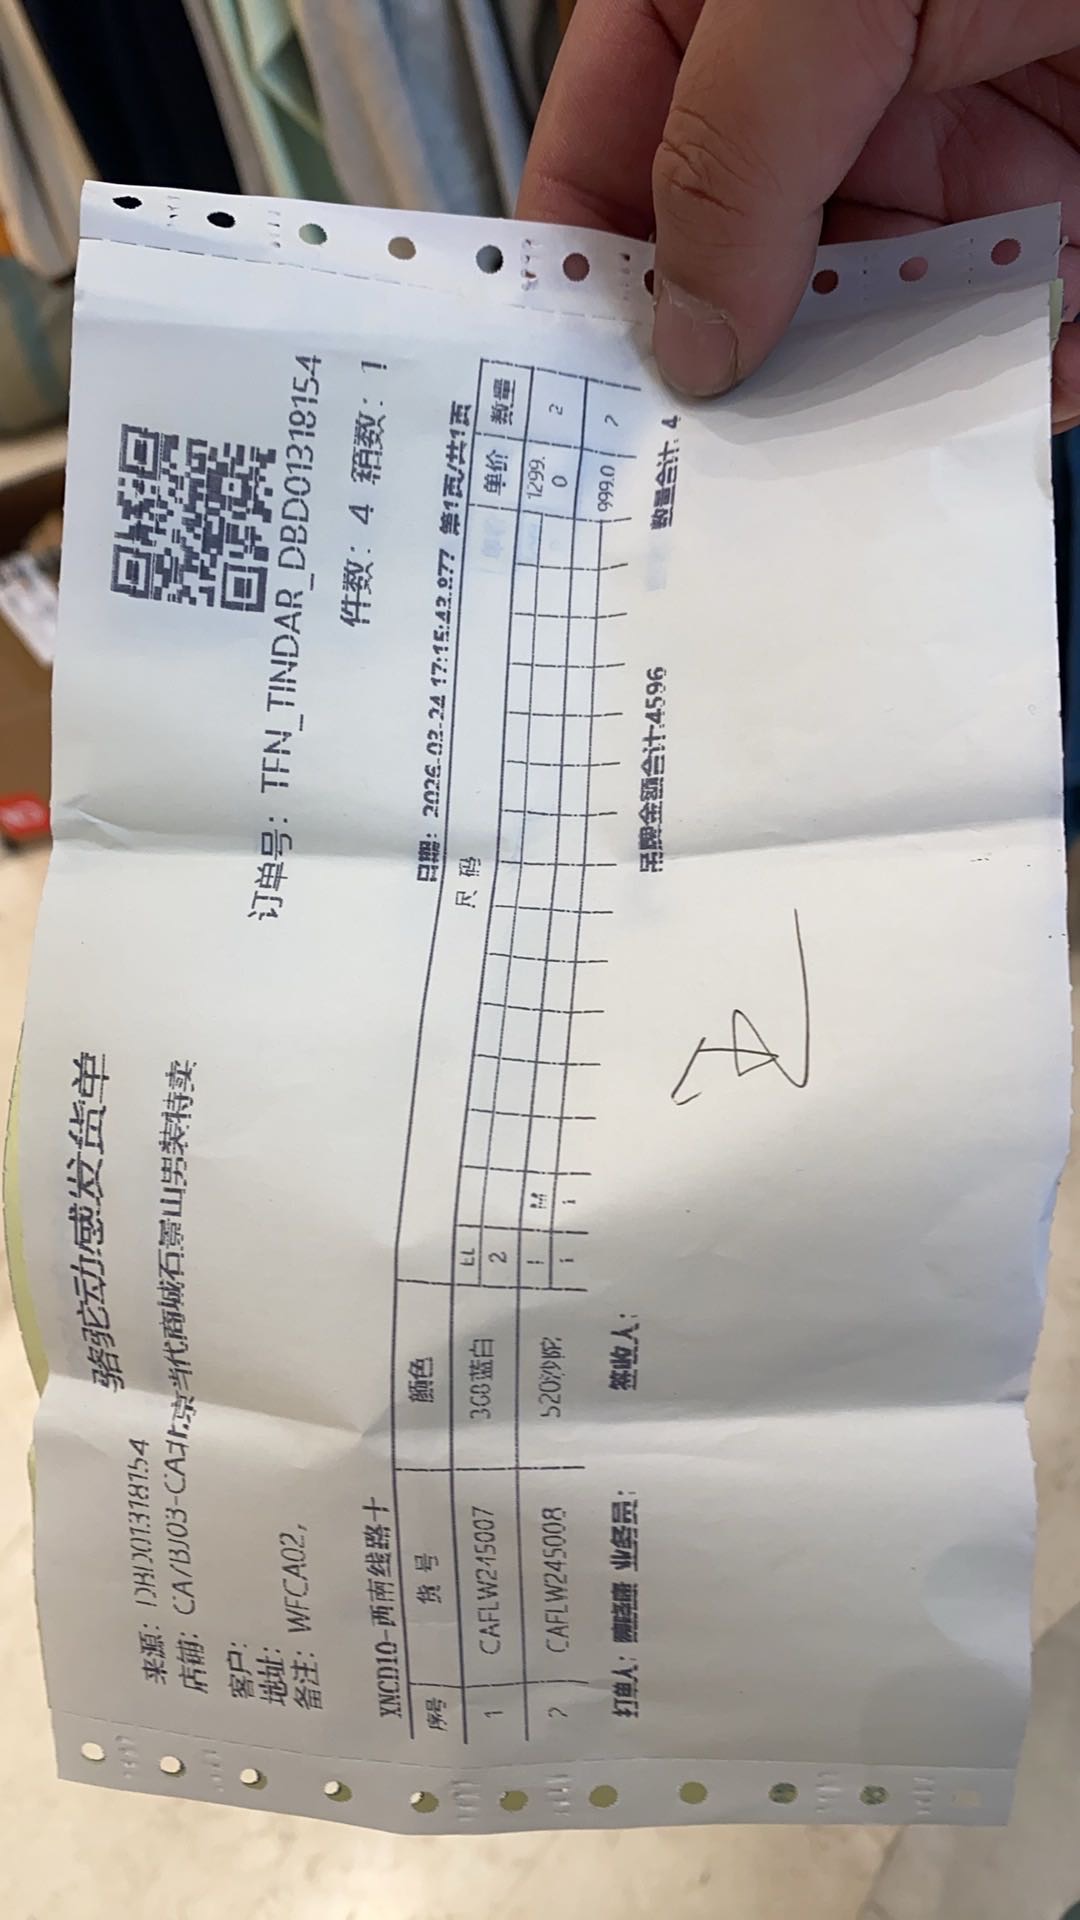 骆驼动感发货单
来源：DBD01318154
店铺：CA/BJ03-CA北京当代商城石景山男装特卖
订单号：TFN_TINDAR_DBD01318154
客户：
地址：
备注：WFCA02,
件数：4 箱数：1
XNCD10-西南线路十
日期：2026-03-24 17:15:43.877 第1页/共1页
序号 货号 颜色 尺码 单价 数量
1 CAFLW245007 368蓝白 2 1299.0 2
2 CAFLW245008 520沙陀 M 1 1 999.0 2
打单人： 业务员： 签收人： 吊牌金额合计:4596 数量合计: 4